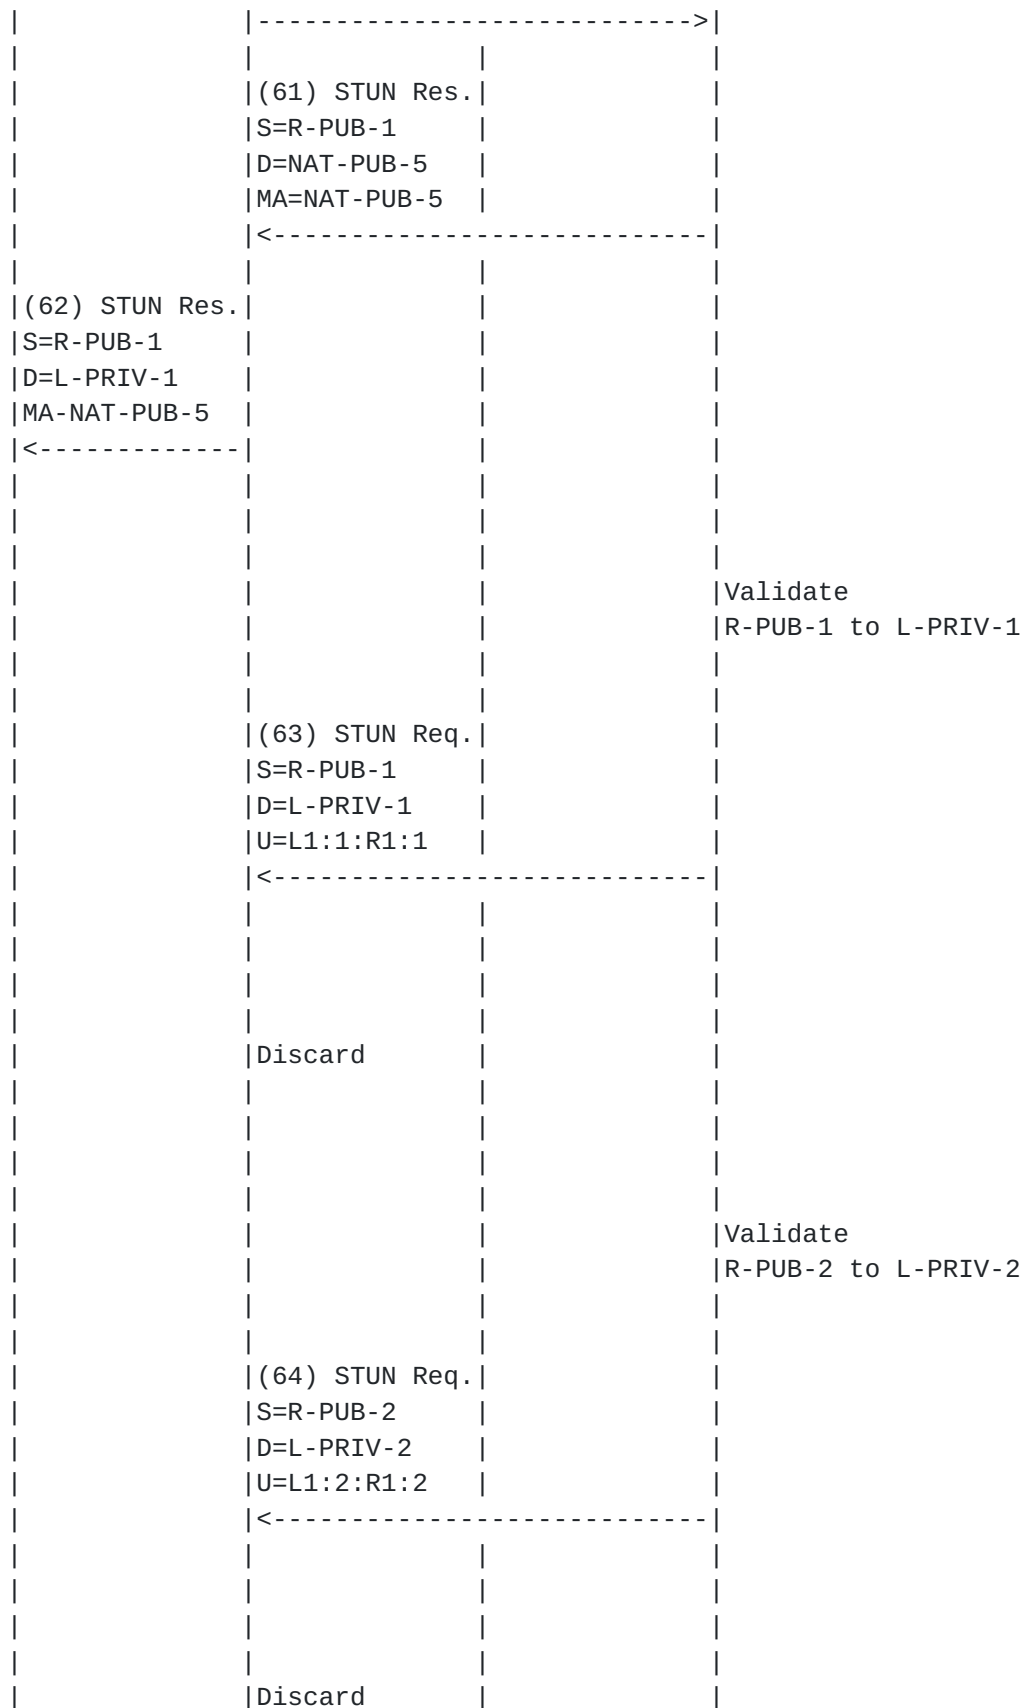 |              |---------------------------->|
|              |              |              |
|              |(61) STUN Res.|              |
|              |S=R-PUB-1     |              |
|              |D=NAT-PUB-5   |              |
|              |MA=NAT-PUB-5  |              |
|              |<----------------------------|
|              |              |              |
|(62) STUN Res.|              |              |
|S=R-PUB-1     |              |              |
|D=L-PRIV-1    |              |              |
|MA-NAT-PUB-5  |              |              |
|<-------------|              |              |
|              |              |              |
|              |              |              |
|              |              |              |
|              |              |              |Validate
|              |              |              |R-PUB-1 to L-PRIV-1
|              |              |              |
|              |              |              |
|              |(63) STUN Req.|              |
|              |S=R-PUB-1     |              |
|              |D=L-PRIV-1    |              |
|              |U=L1:1:R1:1   |              |
|              |<----------------------------|
|              |              |              |
|              |              |              |
|              |              |              |
|              |              |              |
|              |Discard       |              |
|              |              |              |
|              |              |              |
|              |              |              |
|              |              |              |
|              |              |              |Validate
|              |              |              |R-PUB-2 to L-PRIV-2
|              |              |              |
|              |              |              |
|              |(64) STUN Req.|              |
|              |S=R-PUB-2     |              |
|              |D=L-PRIV-2    |              |
|              |U=L1:2:R1:2   |              |
|              |<----------------------------|
|              |              |              |
|              |              |              |
|              |              |              |
|              |              |              |
|              |Discard       |              |